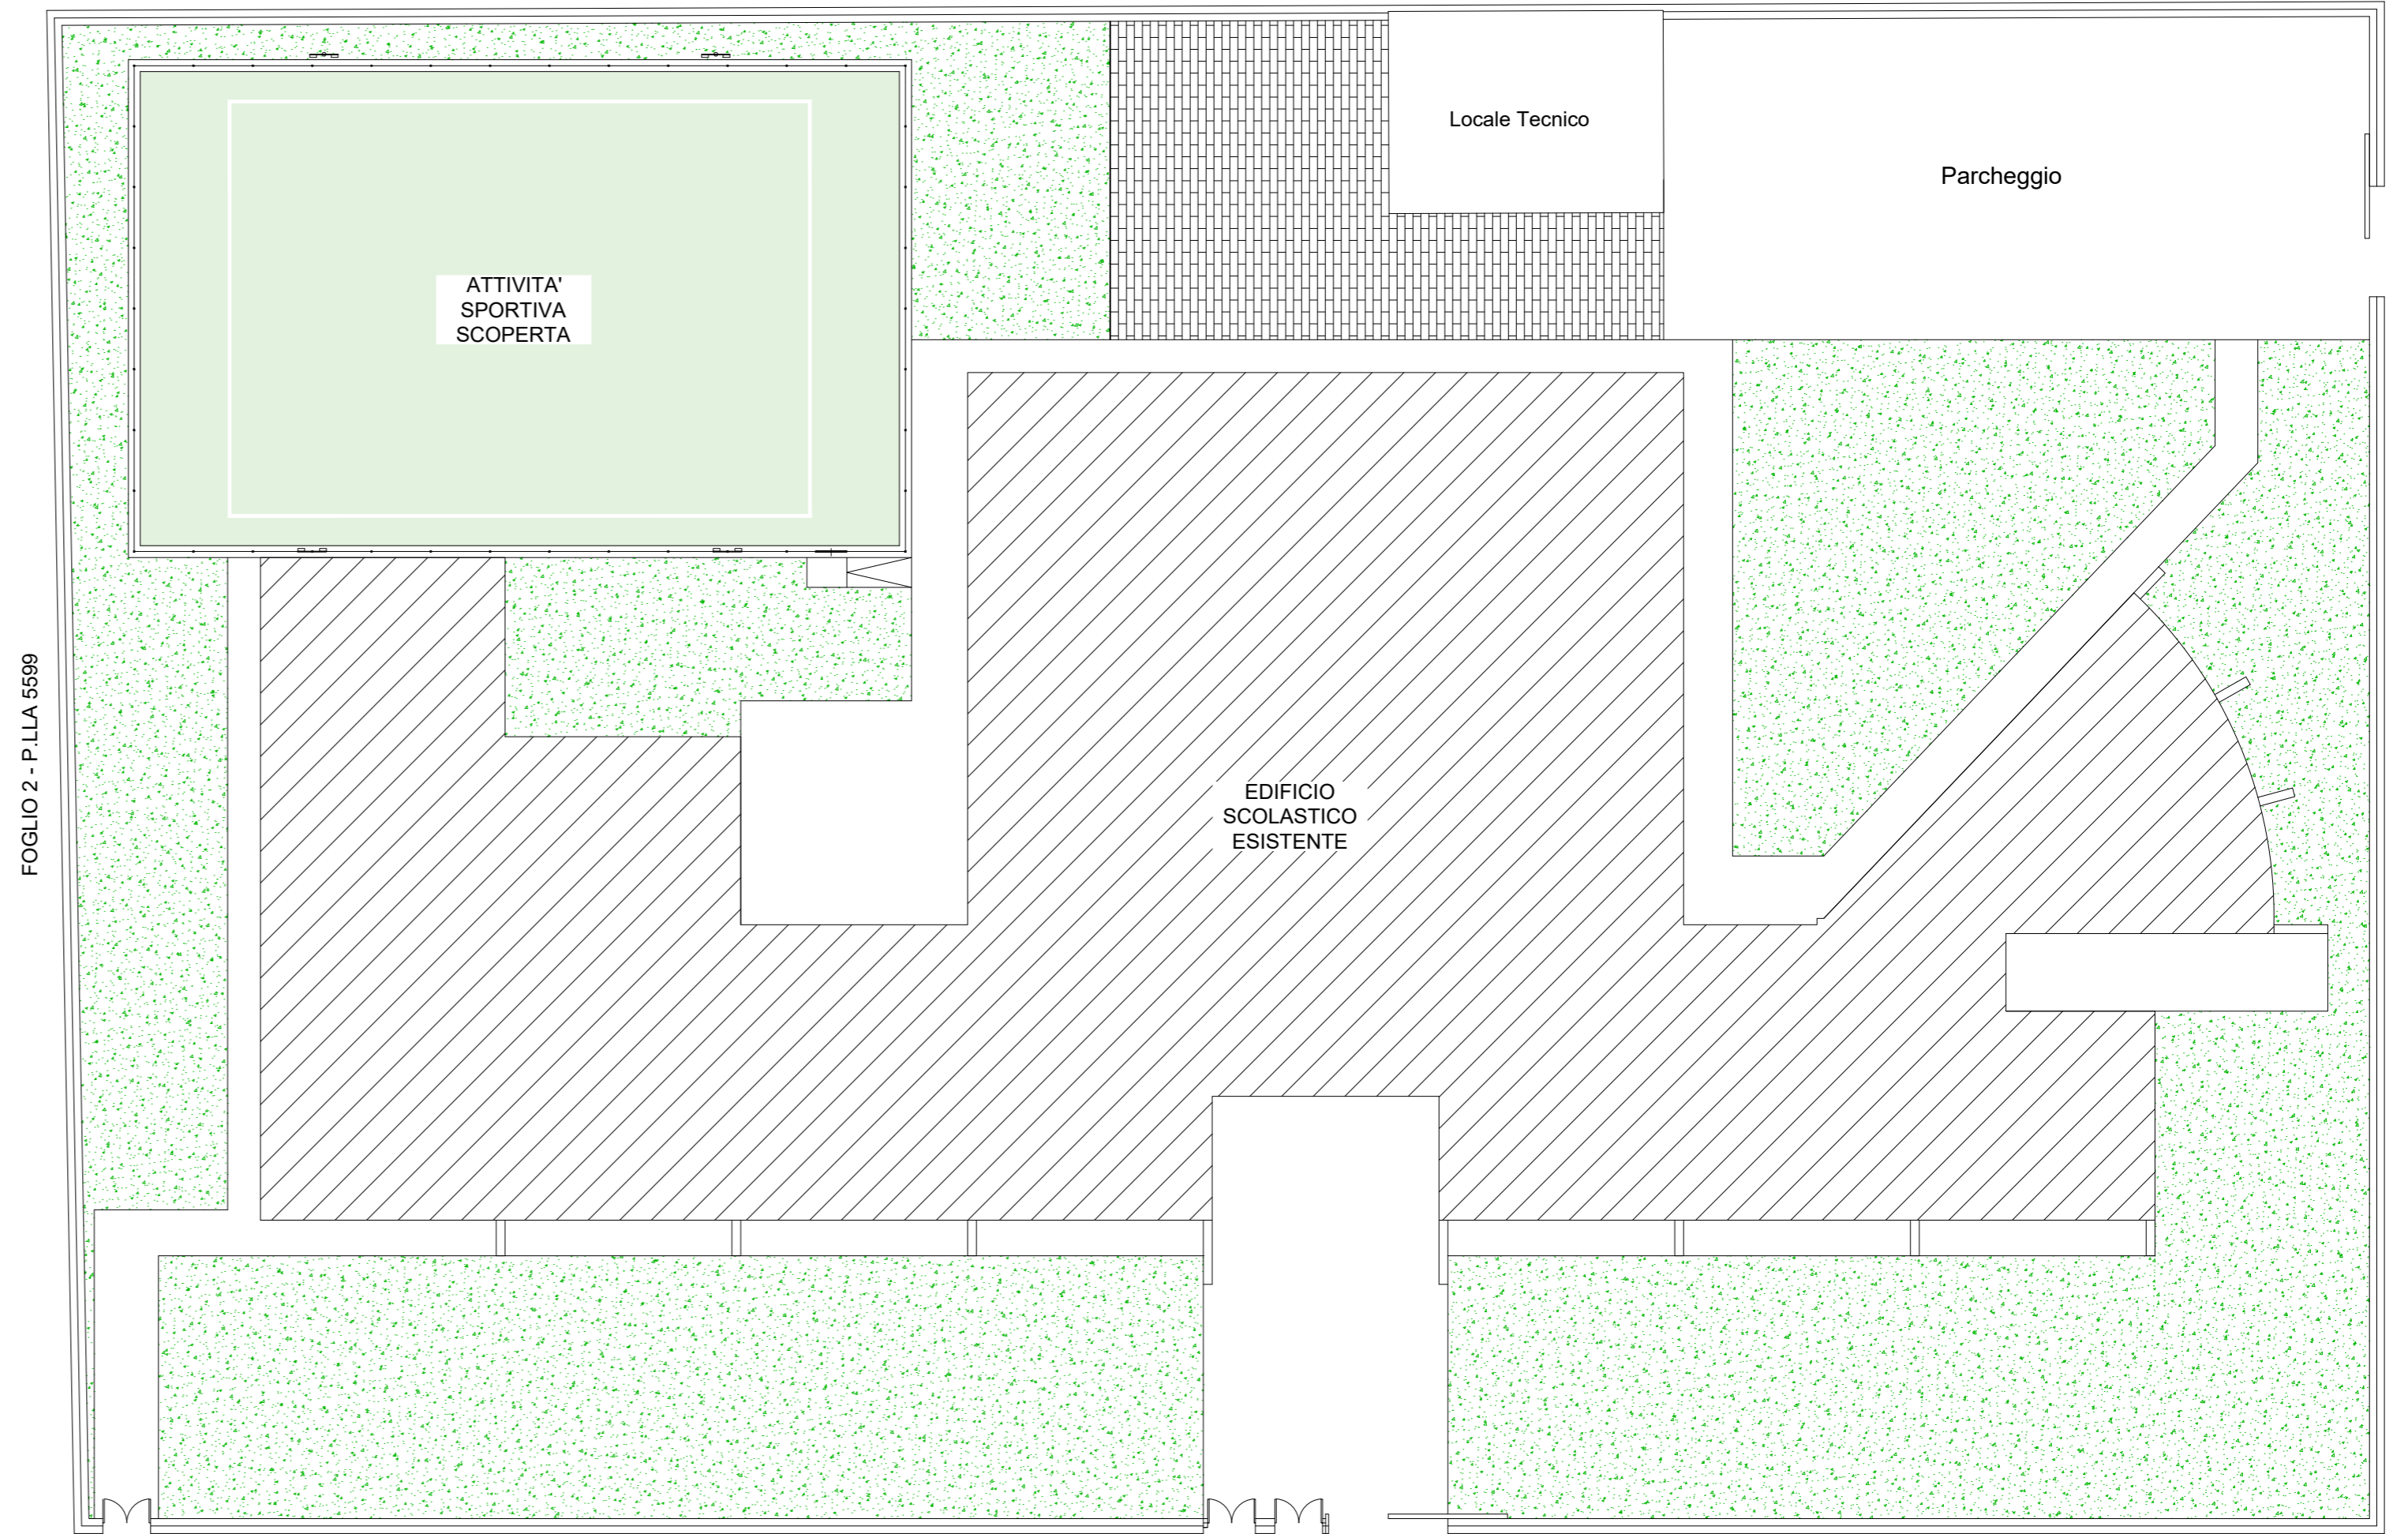 Locale Tecnico
Parcheggio
ATTIVITA'
SPORTIVA
SCOPERTA
FOGLIO 2 - P.LLA 5599
EDIFICIO
SCOLASTICO
ESISTENTE